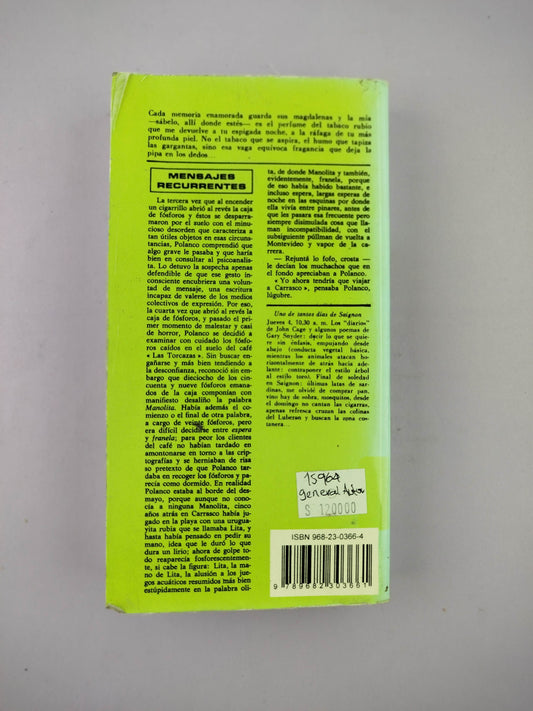 Cada memoria enamorada guarda sus magdalenas y la mía
—sábelo, allí donde estés— es el perfume del tabaco rubio
que me devuelve a tu espigada noche, a la ráfaga de tu más
profunda piel. No el tabaco que se aspira, el humo que tapiza
las gargantas, sino esa vaga equívoca fragancia que deja la
pipa en los dedos...
MENSAJES
RECURRENTES
La tercera vez que al encender
un cigarrillo abrió al revés la caja
de fósforos y éstos se desparra-
maron por el suelo con el minu-
cioso desorden que caracteriza a
tan útiles objetos en esas circuns-
tancias, Polanco comprendió que
algo grave le pasaba y que haría
bien en consultar al psicoanalis-
ta. Lo detuvo la sospecha apenas
defendible de que ese gesto in-
consciente encubriera una volun-
tad de mensaje, una escritura
incapaz de valerse de los medios
colectivos de expresión. Por eso,
la cuarta vez que abrió al revés la
caja de fósforos, y pasado el pri-
mer momento de malestar y casi
de horror, Polanco se decidió a
examinar con cuidado los fósfo-
ros caídos en el suelo del café
« Las Torcazas ». Sin buscar en-
gañarse y más bien tendiendo a
la desconfianza, reconoció sin em-
bargo que dieciocho de los cin-
cuenta y nueve fósforos emana-
dos de la caja componían con
manifiesto desaliño la palabra
Manolita. Había además el co-
mienzo o el final de otra palabra,
a cargo de veinte fósforos, pero
era difícil decidirse entre espera
y franela; para peor los clientes
del café no habían tardado en
amontonarse en torno a las crip-
tografías y se herniaban de risa
so pretexto de que Polanco tar-
daba en recoger los fósforos y pa-
recía como dormido. En realidad
Polanco estaba al borde del des-
mayo, porque aunque no cono-
cía a ninguna Manolita, cinco
años atrás en Carrasco había ju-
gado en la playa con una urugua-
yita rubia que se llamaba Lita, y
hasta había pensado en pedir su
mano, idea que le duró lo que
dura un lirio; ahora de golpe to-
do reaparecía fosforescentemen-
te, si cabe la figura: Lita, la ma-
no de Lita, la alusión a los jue-
gos acuáticos resumidos más bien
estúpidamente en la palabra oli-
ta, de donde Manolita y también,
evidentemente, franela, porque
de eso había habido bastante, e
incluso espera, largas esperas de
noche en las esquinas por donde
ella vivía entre pinares, antes de
que les pasara esa frecuente pero
siempre disimulada cosa que lla-
man incompatibilidad, con el
subsiguiente púllman de vuelta a
Montevideo y vapor de la ca-
rrera.
— Rejuntá lo fofo, crosta —
le decían los muchachos que en
el fondo apreciaban a Polanco.
« Yo ahora tendría que viajar
a Carrasco », pensaba Polanco,
lúgubre.
Uno de tantos días de Saignon
Jueves 4, 10,30 a. m. Los "diarios"
de John Cage y algunos poemas de
Gary Snyder: decir lo que se quie-
re sin énfasis, empujando desde
abajo (conducta vegetal básica,
mientras los animales atacan ho-
rizontalmente de atrás hacia ade-
lante: contraponer el estilo árbol
al estilo toro). Final de soledad
en Saignon: últimas latas de sar-
dinas, me olvidé de comprar pan,
vino hay de sobra, mosquitos, desde
el domingo no cantan las cigarras,
apenas refresca cruzan las colinas
del Luberon y buscan la zona cos-
tanera...
15964
general
$ 120000
ISBN 968-23-0366-4
9 789682 303661